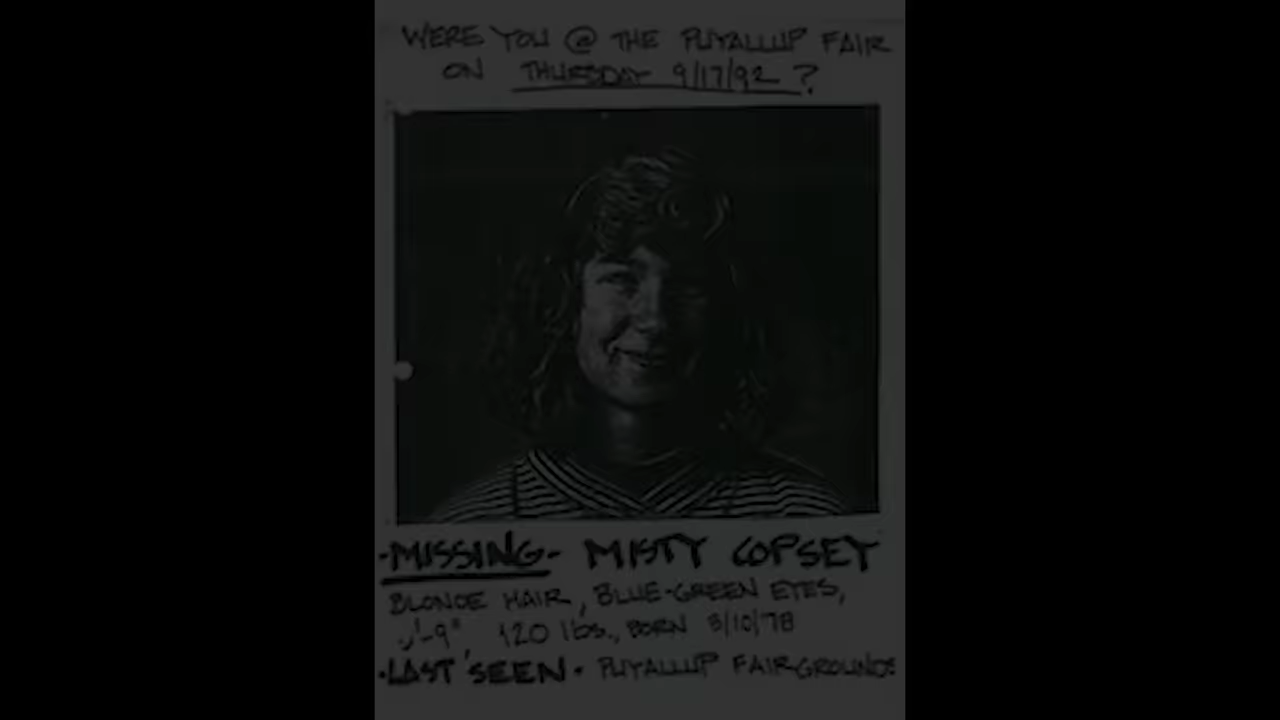 WERE YOU @ THE PUYALLUP FAIR
ON THURSDAY 9/17/92 ?
-MISSING- MISTY COPSEY
BLONDE HAIR, BLUE-GREEN EYES,
120 lbs., BORN 3/10/78
•LAST SEEN• PUYALLUP FAIRGROUNDS